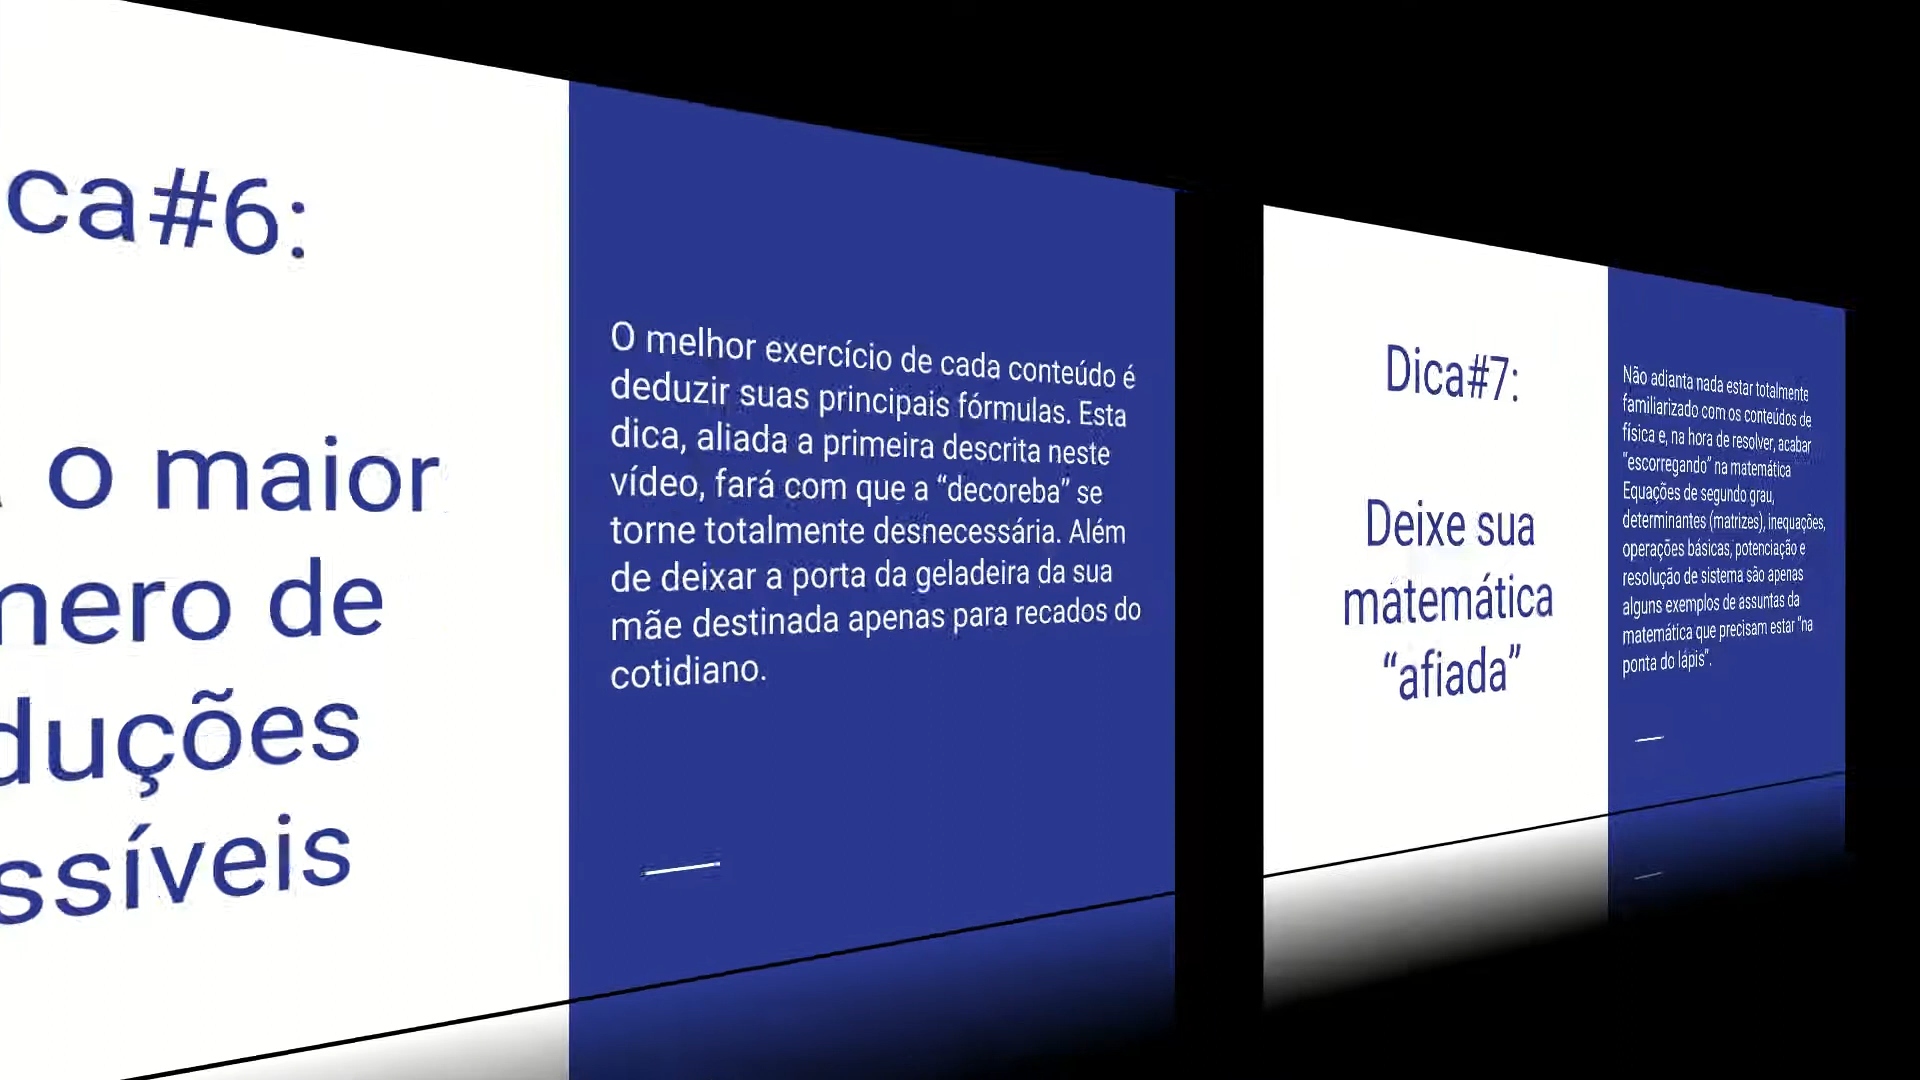 ca#6:
o maior
mero de
duções
ssíveis
O melhor exercício de cada conteúdo é
deduzir suas principais fórmulas. Esta
dica, aliada a primeira descrita neste
vídeo, fará com que a “decoreba” se
torne totalmente desnecessária. Além
de deixar a porta da geladeira da sua
mãe destinada apenas para recados do
cotidiano.
Dica#7:
Deixe sua
matemática
“afiada”
Não adianta nada estar totalmente
familiarizado com os conteúdos de
física e, na hora de resolver, acabar
“escorregando” na matemática
Equações de segundo grau,
determinantes (matrizes), inequações,
operações básicas, potenciação e
resolução de sistema são apenas
alguns exemplos de assuntos da
matemática que precisam estar “na
ponta do lápis”.